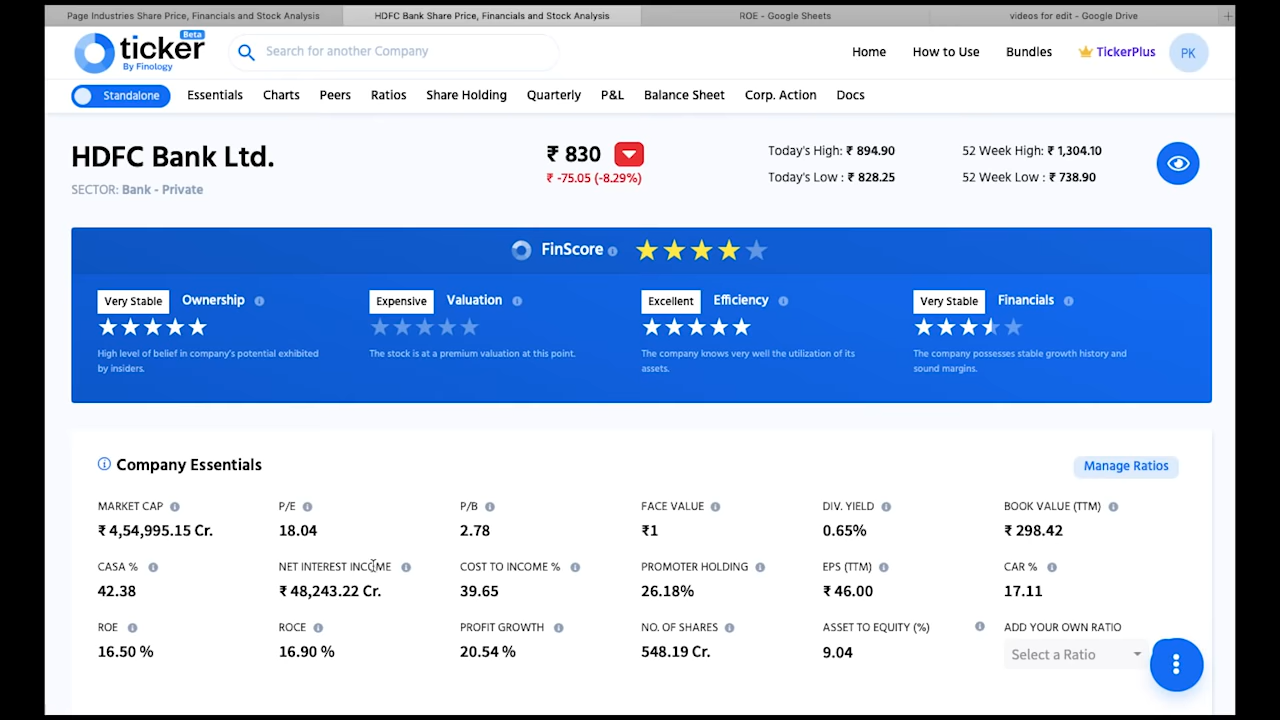 Page Industries Share Price, Financials and Stock Analysis HDFC Bank Share Price, Financials and Stock Analysis ROE - Google Sheets videos for edit - Google Drive +
ticker Beta
By Finology
Search for another Company
Home How to Use Bundles TickerPlus PK
Standalone Essentials Charts Peers Ratios Share Holding Quarterly P&L Balance Sheet Corp. Action Docs
HDFC Bank Ltd.
SECTOR: Bank - Private
₹ 830
₹ -75.05 (-8.29%)
Today's High: ₹ 894.90 52 Week High: ₹ 1,304.10
Today's Low : ₹ 828.25 52 Week Low : ₹ 738.90
FinScore
Very Stable Ownership
High level of belief in company's potential exhibited
by insiders.
Expensive Valuation
The stock is at a premium valuation at this point.
Excellent Efficiency
The company knows very well the utilization of its
assets.
Very Stable Financials
The company possesses stable growth history and
sound margins.
Company Essentials Manage Ratios
MARKET CAP P/E P/B FACE VALUE DIV. YIELD BOOK VALUE (TTM)
₹ 4,54,995.15 Cr. 18.04 2.78 ₹1 0.65% ₹ 298.42
CASA % NET INTEREST INCOME COST TO INCOME % PROMOTER HOLDING EPS (TTM) CAR %
42.38 ₹ 48,243.22 Cr. 39.65 26.18% ₹ 46.00 17.11
ROE ROCE PROFIT GROWTH NO. OF SHARES ASSET TO EQUITY (%) ADD YOUR OWN RATIO
16.50 % 16.90 % 20.54 % 548.19 Cr. 9.04 Select a Ratio